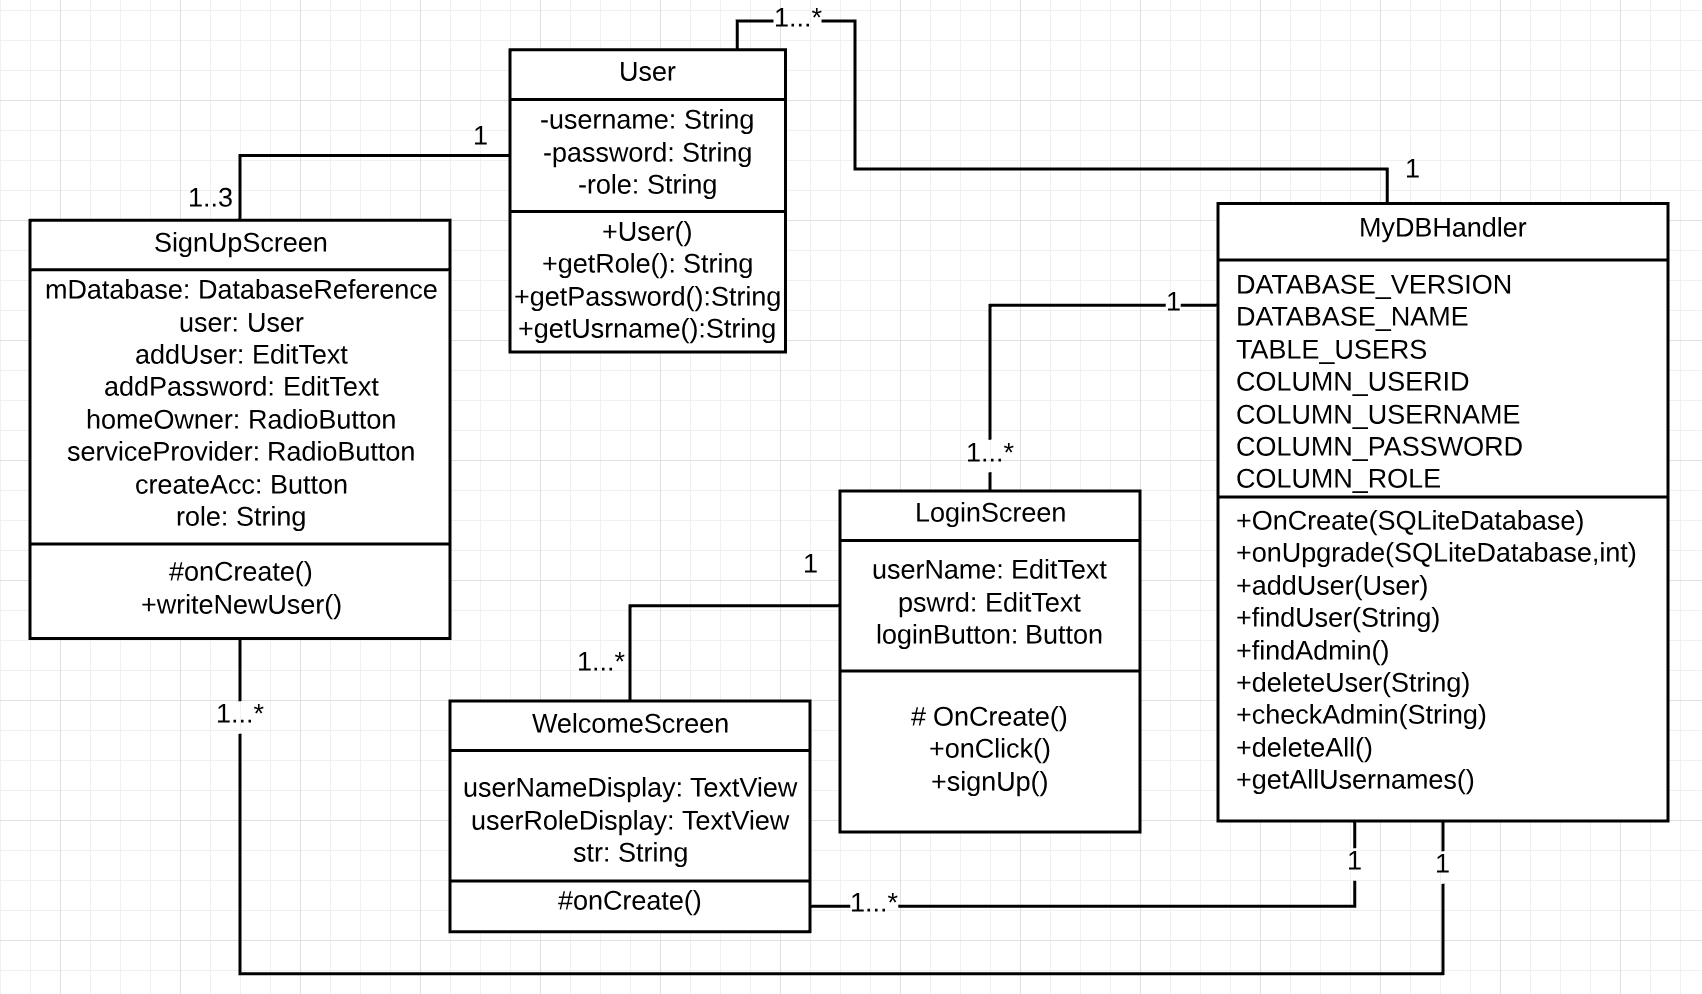 1...*
User
-username: String
-password: String
-role: String
+User()
+getRole(): String
+getPassword():String
+getUsrname():String
1
1..3
SignUpScreen
mDatabase: DatabaseReference
user: User
addUser: EditText
addPassword: EditText
homeOwner: RadioButton
serviceProvider: RadioButton
createAcc: Button
role: String
#onCreate()
+writeNewUser()
1...*
1
MyDBHandler
DATABASE_VERSION
DATABASE_NAME
TABLE_USERS
COLUMN_USERID
COLUMN_USERNAME
COLUMN_PASSWORD
COLUMN_ROLE
+OnCreate(SQLiteDatabase)
+onUpgrade(SQLiteDatabase,int)
+addUser(User)
+findUser(String)
+findAdmin()
+deleteUser(String)
+checkAdmin(String)
+deleteAll()
+getAllUsernames()
1
1...*
LoginScreen
userName: EditText
pswrd: EditText
loginButton: Button
# OnCreate()
+onClick()
+signUp()
1
1...*
WelcomeScreen
userNameDisplay: TextView
userRoleDisplay: TextView
str: String
#onCreate()
1...*
1
1